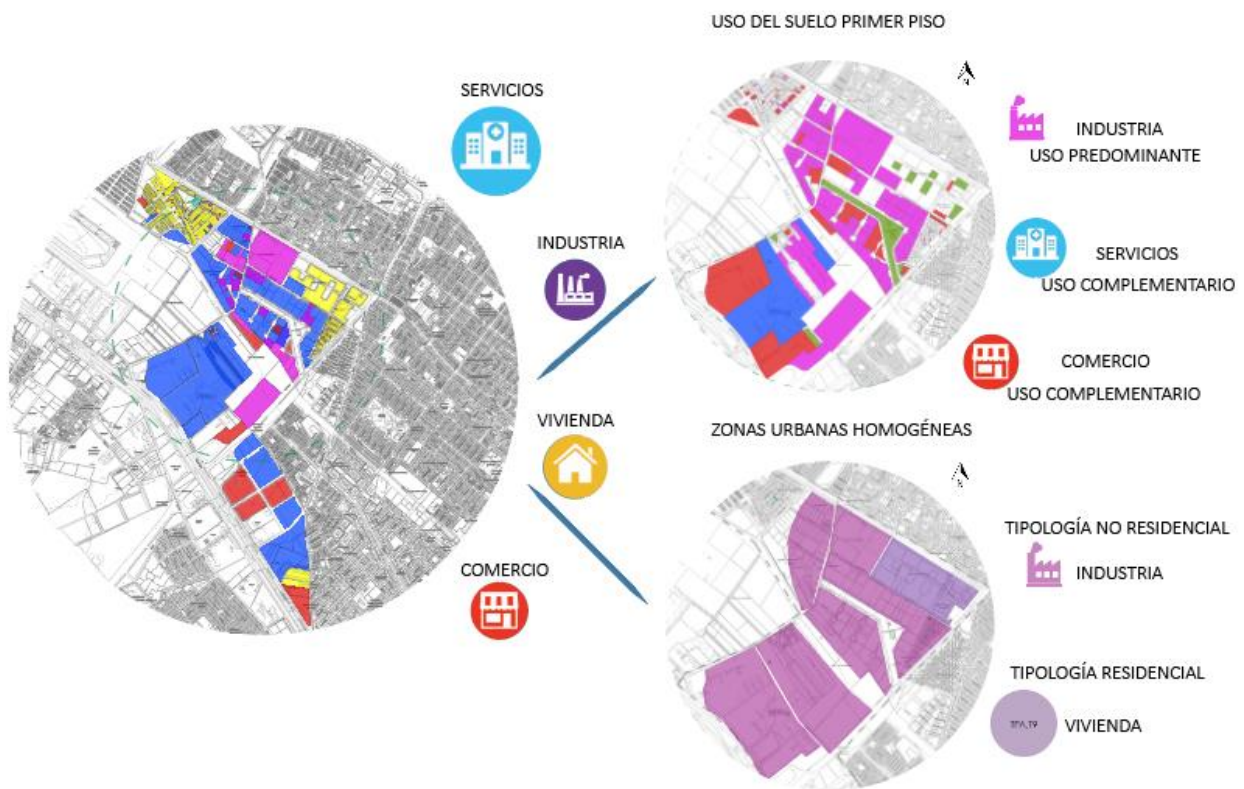 USO DEL SUELO PRIMER PISO
SERVICIOS
INDUSTRIA
VIVIENDA
COMERCIO
INDUSTRIA
USO PREDOMINANTE
SERVICIOS
USO COMPLEMENTARIO
COMERCIO
USO COMPLEMENTARIO
ZONAS URBANAS HOMOGÉNEAS
TIPOLOGÍA NO RESIDENCIAL
INDUSTRIA
TIPOLOGÍA RESIDENCIAL
VIVIENDA